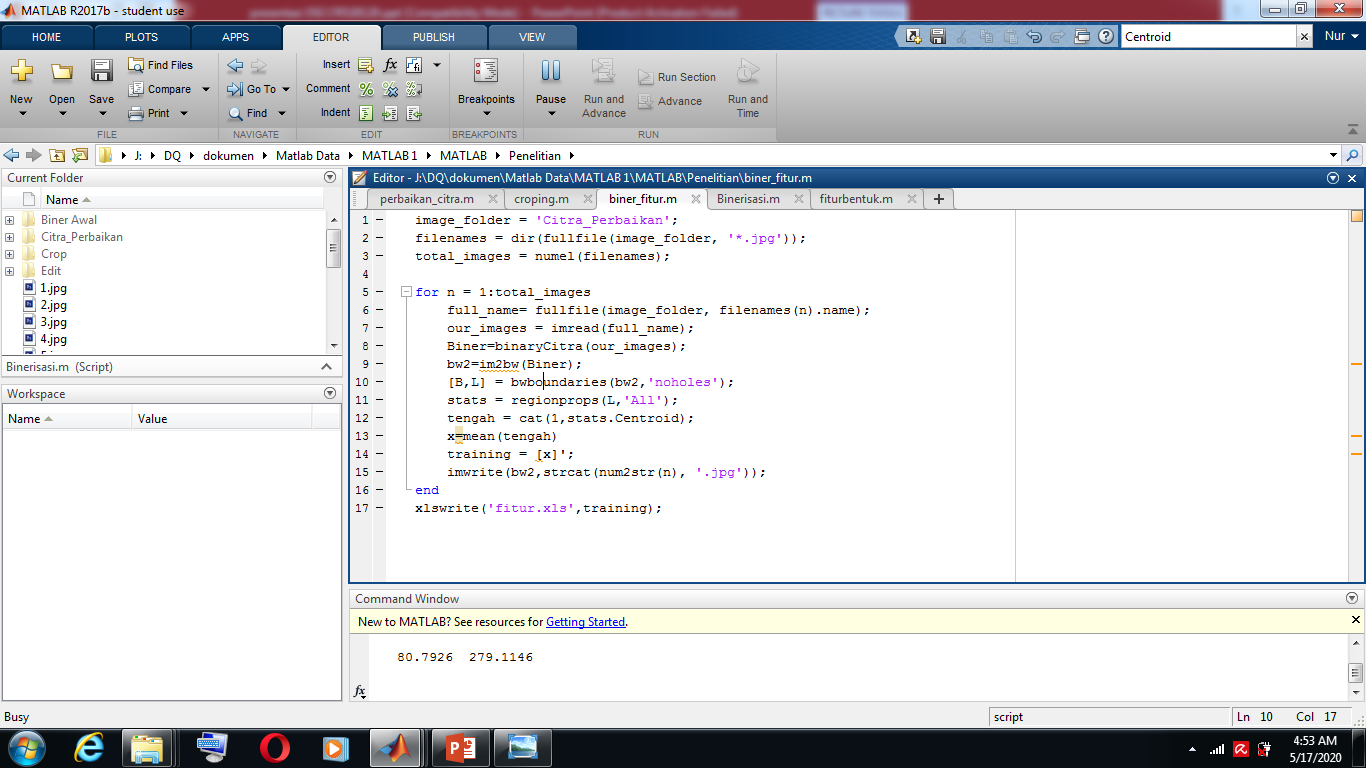 MATLAB R2017b - student use
HOME PLOTS APPS EDITOR PUBLISH VIEW
Centroid
Nur
New Open Save
Find Files
Compare
Print
FILE
Go To
Find
NAVIGATE
Insert fx
Comment
Indent
EDIT
Breakpoints
BREAKPOINTS
Pause
Run and Advance
Run Section
Advance
Run and Time
RUN
J: DQ dokumen Matlab Data MATLAB 1 MATLAB Penelitian
Current Folder
Name
Biner Awal
Citra_Perbaikan
Crop
Edit
1.jpg
2.jpg
3.jpg
4.jpg
Binerisasi.m (Script)
Workspace
Name Value
Editor - J:\DQ\dokumen\Matlab Data\MATLAB 1\MATLAB\Penelitian\biner_fitur.m
perbaikan_citra.m croping.m biner_fitur.m Binerisasi.m fiturbentuk.m
1 image_folder = 'Citra_Perbaikan';
2 filenames = dir(fullfile(image_folder, '*.jpg'));
3 total_images = numel(filenames);
4
5 for n = 1:total_images
6 full_name= fullfile(image_folder, filenames(n).name);
7 our_images = imread(full_name);
8 Biner=binaryCitra(our_images);
9 bw2=im2bw(Biner);
10 [B,L] = bwboundaries(bw2,'noholes');
11 stats = regionprops(L,'All');
12 tengah = cat(1,stats.Centroid);
13 x=mean(tengah)
14 training = [x]';
15 imwrite(bw2,strcat(num2str(n), '.jpg'));
16 end
17 xlswrite('fitur.xls',training);
Command Window
New to MATLAB? See resources for Getting Started.
80.7926 279.1146
fx
Busy
script
Ln 10 Col 17
4:53 AM
5/17/2020